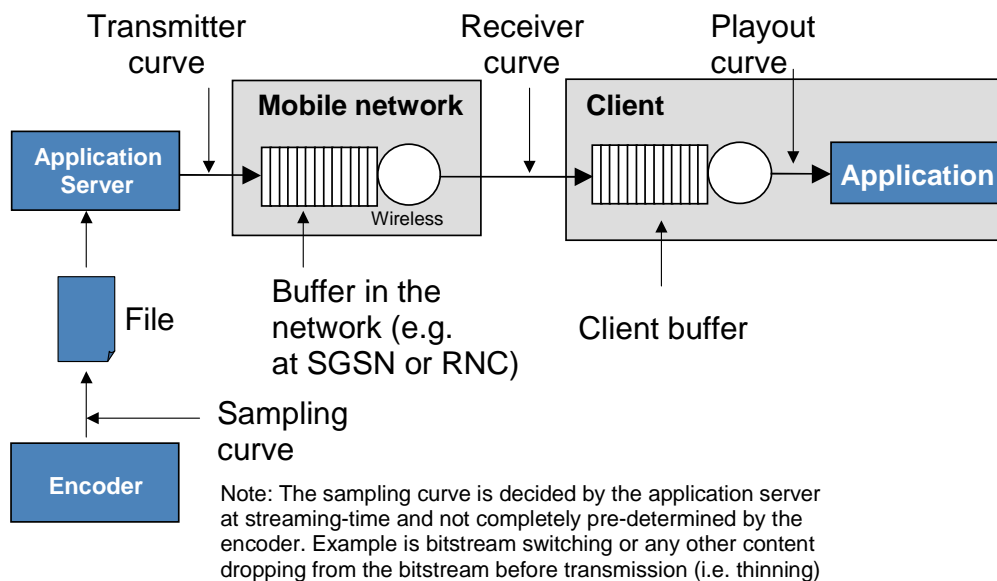 Transmitter
curve
Receiver
curve
Playout
curve
Mobile network
Client
Application
Server
Wireless
Application
File
Buffer in the
network (e.g.
at SGSN or RNC)
Client buffer
Sampling
curve
Encoder
Note: The sampling curve is decided by the application server
at streaming-time and not completely pre-determined by the
encoder. Example is bitstream switching or any other content
dropping from the bitstream before transmission (i.e. thinning)